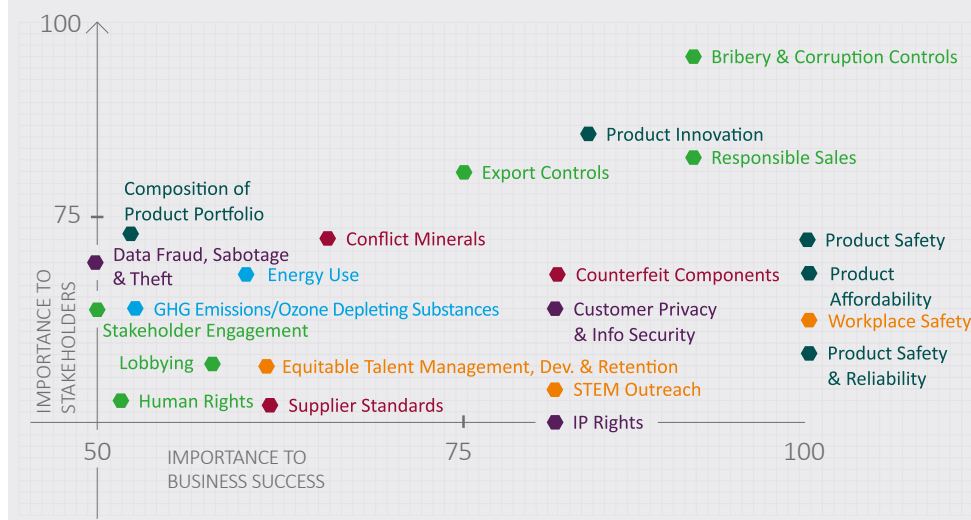 100
Bribery & Corruption Controls
Product Innovation
Responsible Sales
Export Controls
Composition of
Product Portfolio
75
Conflict Minerals
Product Safety
Data Fraud, Sabotage
& Theft
Energy Use
Counterfeit Components
Product
Affordability
IMPORTANCE TO
STAKEHOLDERS
GHG Emissions/Ozone Depleting Substances
Customer Privacy
& Info Security
Workplace Safety
Stakeholder Engagement
Product Safety
& Reliability
Lobbying
Equitable Talent Management, Dev. & Retention
STEM Outreach
Human Rights
Supplier Standards
IP Rights
50
75
100
IMPORTANCE TO
BUSINESS SUCCESS